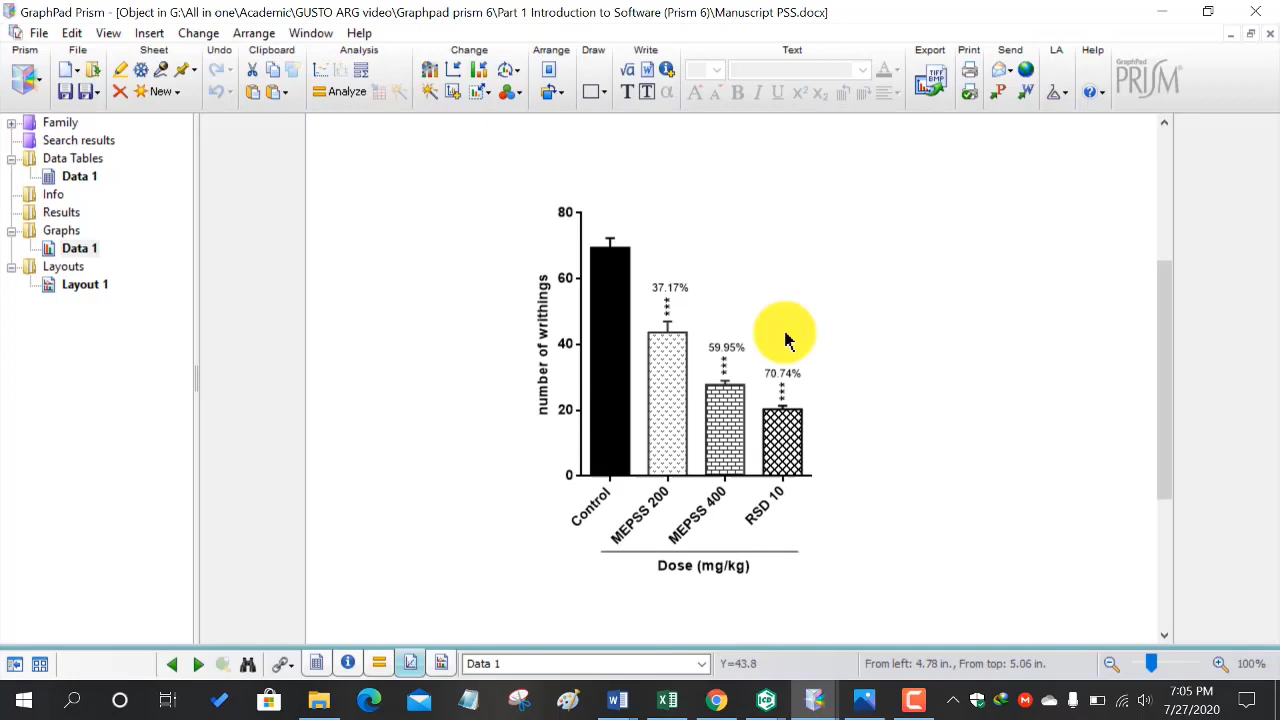 GraphPad Prism - [Object in G:\All in one\Academic\GUSTO ARG video\Graphpad prism 6\Part 1 Introduction to Software (Prism 6)\Manuscript PSS.docx]
File Edit View Insert Change Arrange Window Help
Prism File Sheet Undo Clipboard Analysis Change Arrange Draw Write Text Export Print Send LA Help
New Analyze
GraphPad
PRISM
Family
Search results
Data Tables
Data 1
Info
Results
Graphs
Data 1
Layouts
Layout 1
number of writhings
80
60
40
20
0
37.17%
***
59.95%
***
70.74%
***
Control
MEPSS 200
MEPSS 400
RSD 10
Dose (mg/kg)
Data 1
Y=43.8
From left: 4.78 in., From top: 5.06 in.
100%
7:05 PM
7/27/2020